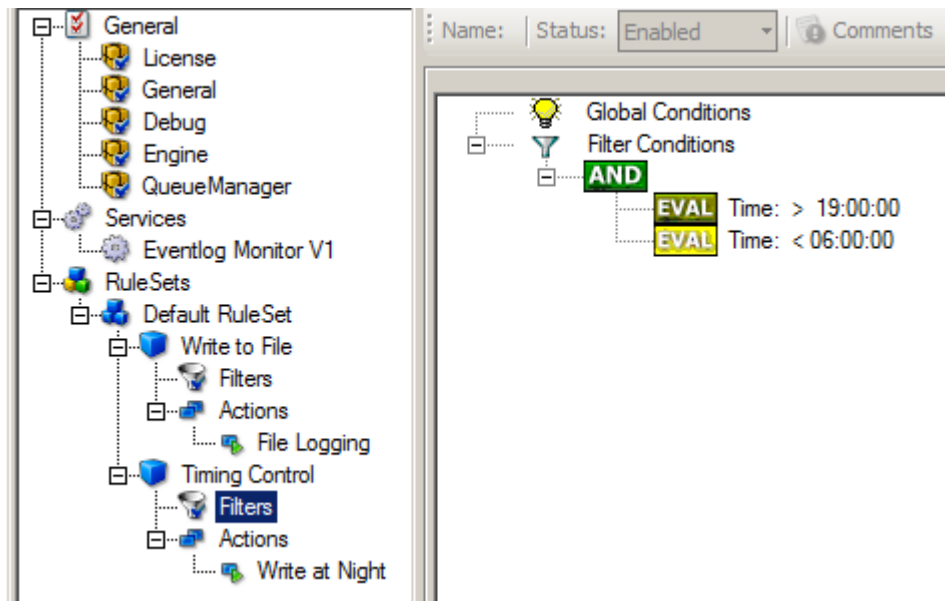 General
License
General
Debug
Engine
QueueManager
Services
Eventlog Monitor V1
RuleSets
Default RuleSet
Write to File
Filters
Actions
File Logging
Timing Control
Filters
Actions
Write at Night
Name: Status: Enabled Comments
Global Conditions
Filter Conditions
AND
EVAL Time: > 19:00:00
EVAL Time: < 06:00:00